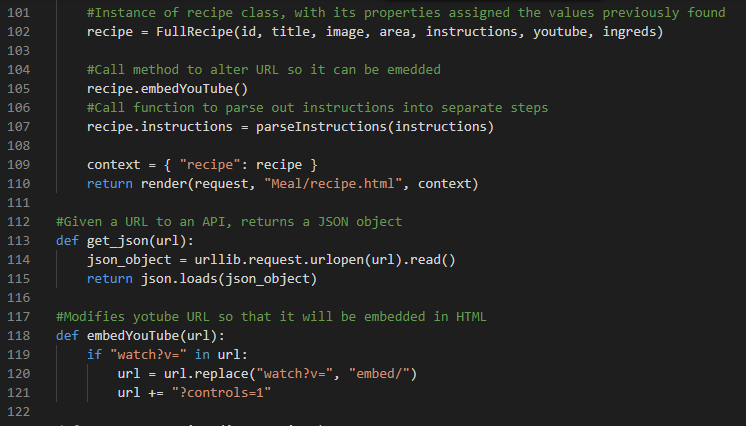 101 #Instance of recipe class, with its properties assigned the values previously found
102 recipe = FullRecipe(id, title, image, area, instructions, youtube, ingreds)
103
104 #Call method to alter URL so it can be emedded
105 recipe.embedYouTube()
106 #Call function to parse out instructions into separate steps
107 recipe.instructions = parseInstructions(instructions)
108
109 context = { "recipe": recipe }
110 return render(request, "Meal/recipe.html", context)
111
112 #Given a URL to an API, returns a JSON object
113 def get_json(url):
114 json_object = urllib.request.urlopen(url).read()
115 return json.loads(json_object)
116
117 #Modifies yotube URL so that it will be embedded in HTML
118 def embedYouTube(url):
119 if "watch?v=" in url:
120 url = url.replace("watch?v=", "embed/")
121 url += "?controls=1"
122